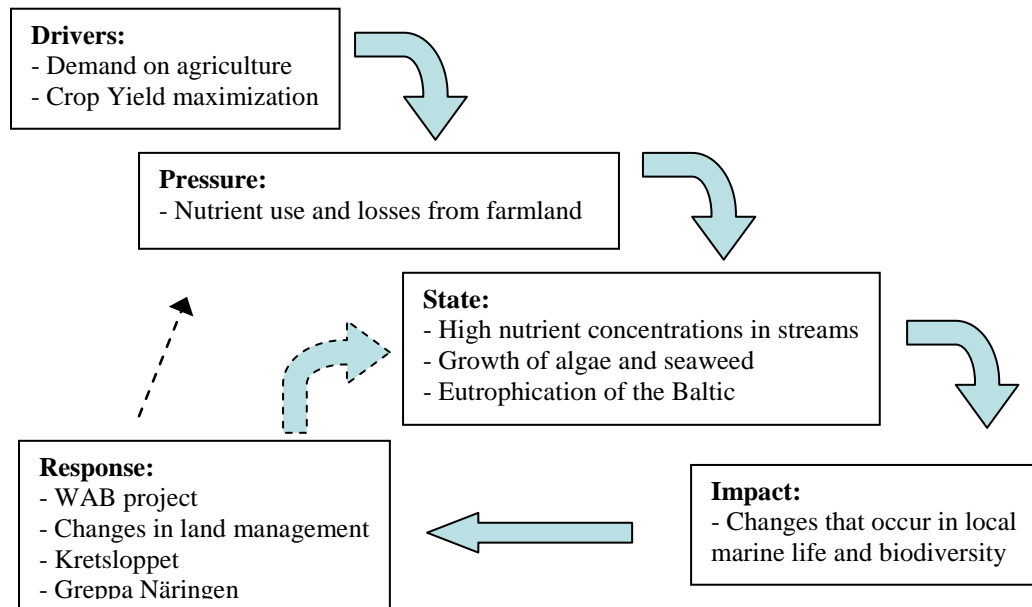 Drivers:
- Demand on agriculture
- Crop Yield maximization
Pressure:
- Nutrient use and losses from farmland
State:
- High nutrient concentrations in streams
- Growth of algae and seaweed
- Eutrophication of the Baltic
Response:
- WAB project
- Changes in land management
- Kretsloppet
- Greppa Näringen
Impact:
- Changes that occur in local
marine life and biodiversity